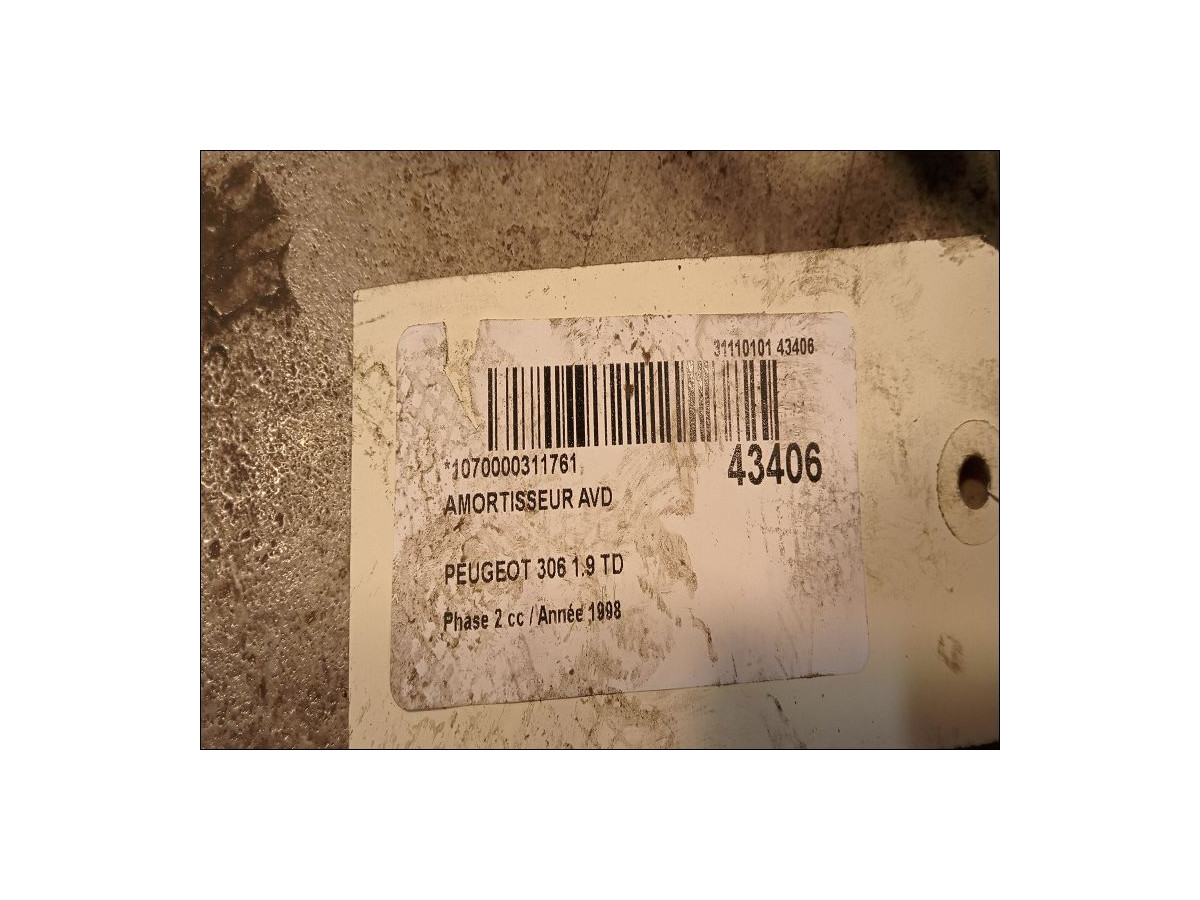 31110101 43406
*1070000311761
43406
AMORTISSEUR AVD
PEUGEOT 306 1.9 TD
Phase 2 cc / Année 1998